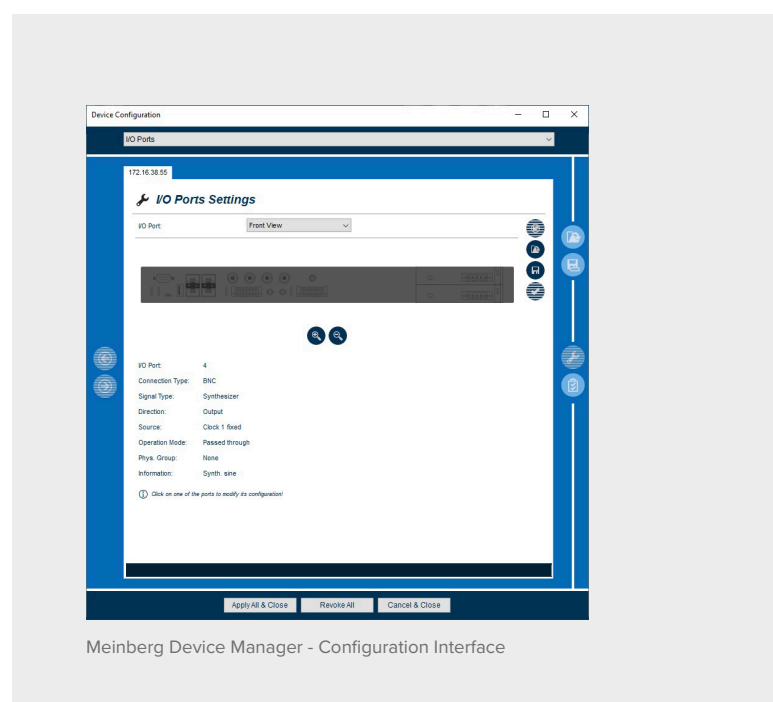 Device Configuration
I/O Ports
172.16.38.55
I/O Ports Settings
I/O Port: Front View
I/O Port: 4
Connection Type: BNC
Signal Type: Synthesizer
Direction: Output
Source: Clock 1 fixed
Operation Mode: Passed through
Phys. Group: None
Information: Synth. sine
Click on one of the ports to modify its configuration!
Apply All & Close Revoke All Cancel & Close
Meinberg Device Manager - Configuration Interface